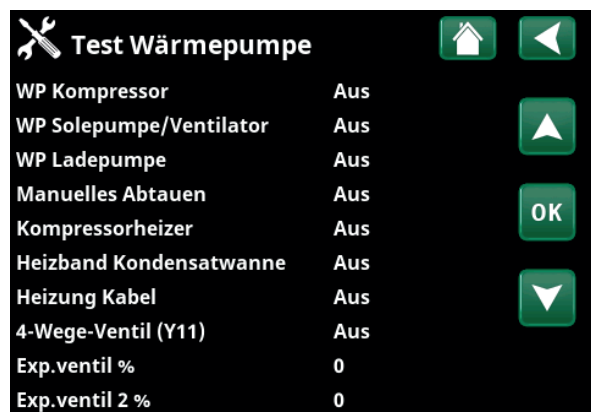 Test Wärmepumpe
WP Kompressor Aus
WP Solepumpe/Ventilator Aus
WP Ladepumpe Aus
Manuelles Abtauen Aus
OK
Kompressorheizer Aus
Heizband Kondensatwanne Aus
Heizung Kabel Aus
4-Wege-Ventil (Y11) Aus
Exp.ventil % 0
Exp.ventil 2 % 0